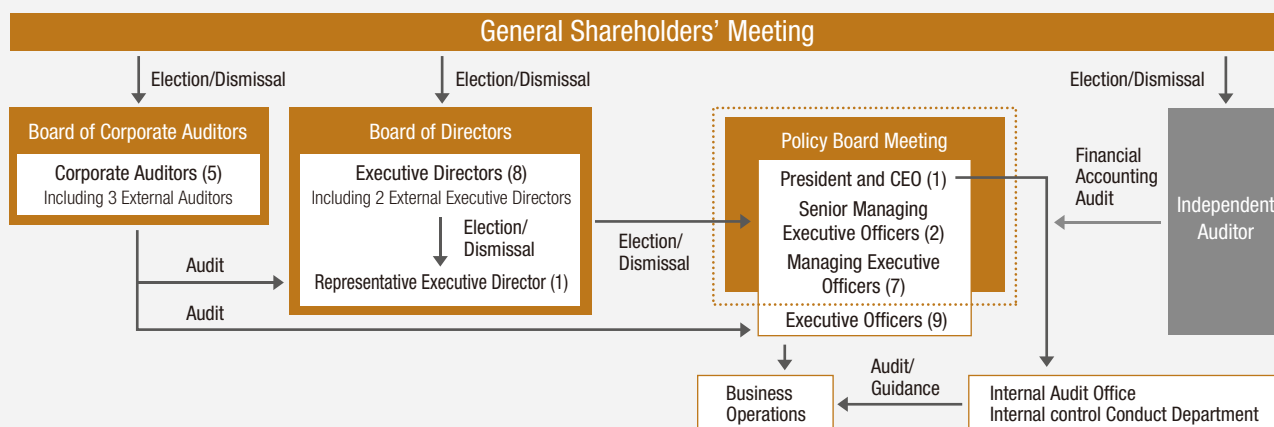 General Shareholders' Meeting
Election/Dismissal
Election/Dismissal
Election/Dismissal
Board of Corporate Auditors
Corporate Auditors (5)
Including 3 External Auditors
Board of Directors
Executive Directors (8)
Including 2 External Executive Directors
Election/
Dismissal
Representative Executive Director (1)
Audit
Audit
Election/
Dismissal
Policy Board Meeting
President and CEO (1)
Senior Managing
Executive Officers (2)
Managing Executive
Officers (7)
Executive Officers (9)
Financial
Accounting
Audit
Independent
Auditor
Business
Operations
Audit/
Guidance
Internal Audit Office
Internal control Conduct Department